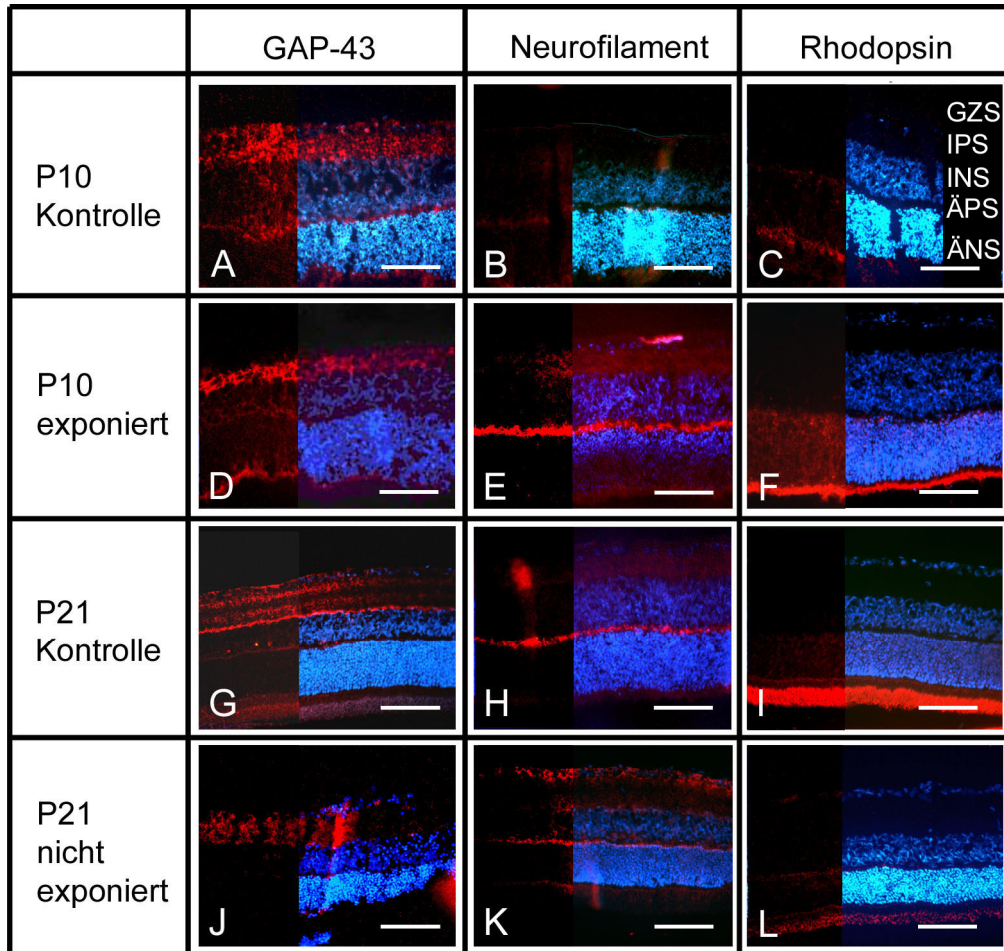 GAP-43
Neurofilament
Rhodopsin
P10
Kontrolle
A
B
C
GZS
IPS
INS
ÄPS
ÄNS
P10
exponiert
D
E
F
P21
Kontrolle
G
H
I
P21
nicht
exponiert
J
K
L